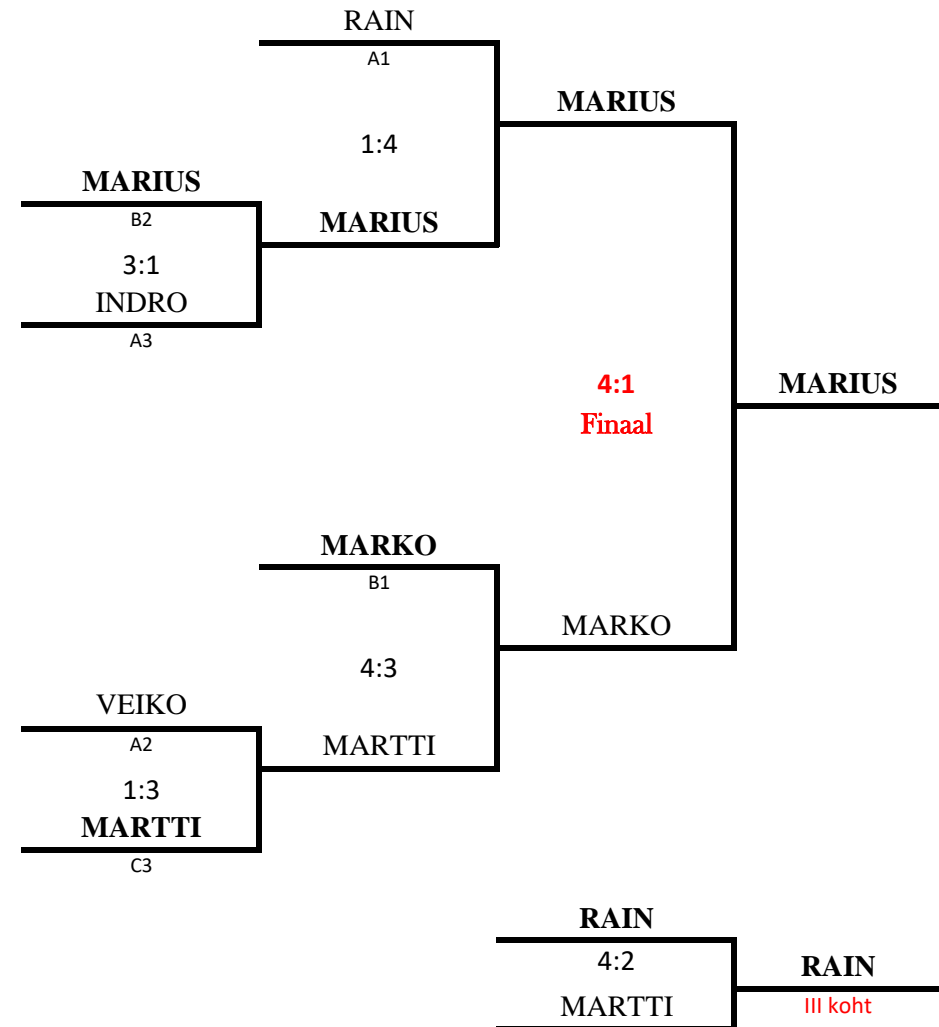 RAIN
A1
MARIUS
1:4
MARIUS
B2
MARIUS
3:1
INDRO
A3
4:1
MARIUS
Finaal
MARKO
B1
MARKO
4:3
VEIKO
A2
MARTTI
1:3
MARTTI
C3
RAIN
4:2
RAIN
MARTTI
III koht